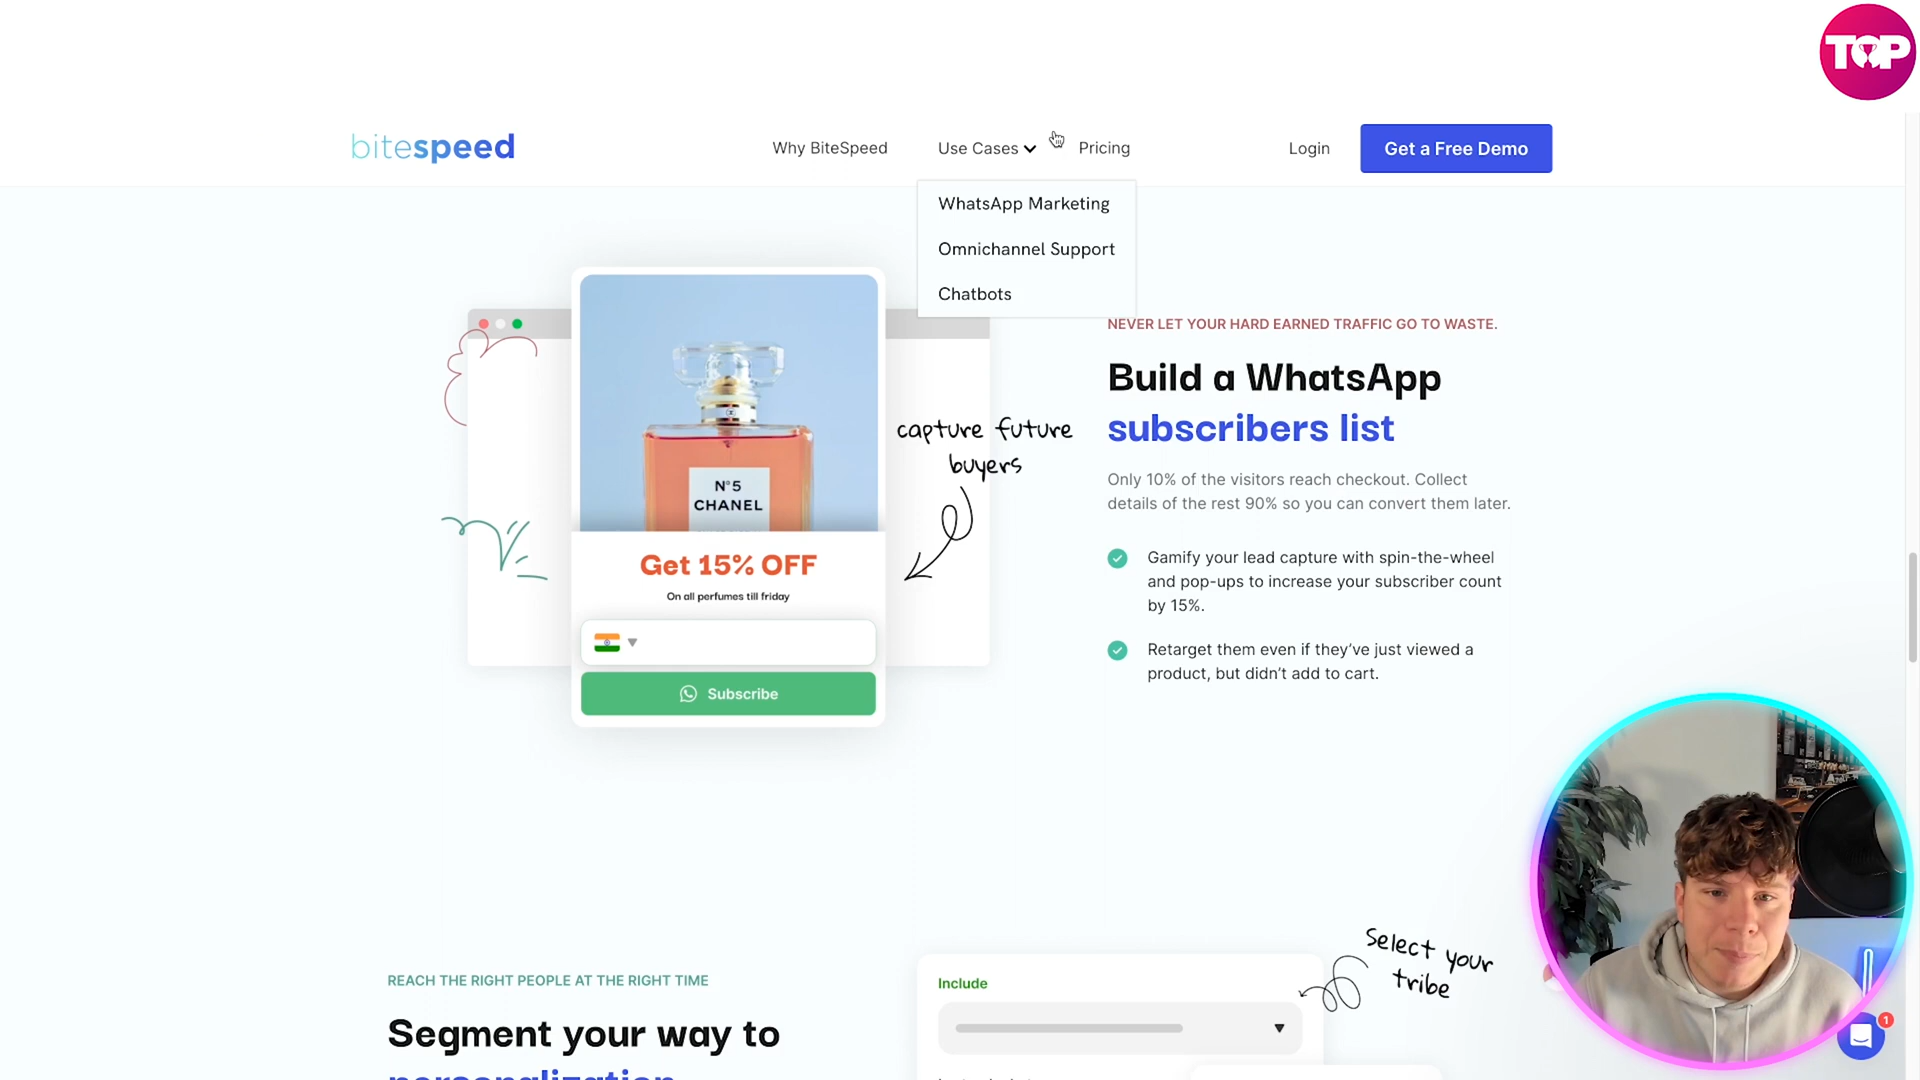 TOP
bitespeed
Why BiteSpeed
Use Cases
Pricing
Login
Get a Free Demo
WhatsApp Marketing
Omnichannel Support
Chatbots
N°5
CHANEL
Get 15% OFF
On all perfumes till friday
Subscribe
capture future
buyers
NEVER LET YOUR HARD EARNED TRAFFIC GO TO WASTE.
Build a WhatsApp
subscribers list
Only 10% of the visitors reach checkout. Collect
details of the rest 90% so you can convert them later.
Gamify your lead capture with spin-the-wheel
and pop-ups to increase your subscriber count
by 15%.
Retarget them even if they’ve just viewed a
product, but didn’t add to cart.
REACH THE RIGHT PEOPLE AT THE RIGHT TIME
Segment your way to
personalization
Include
Select your
tribe
1